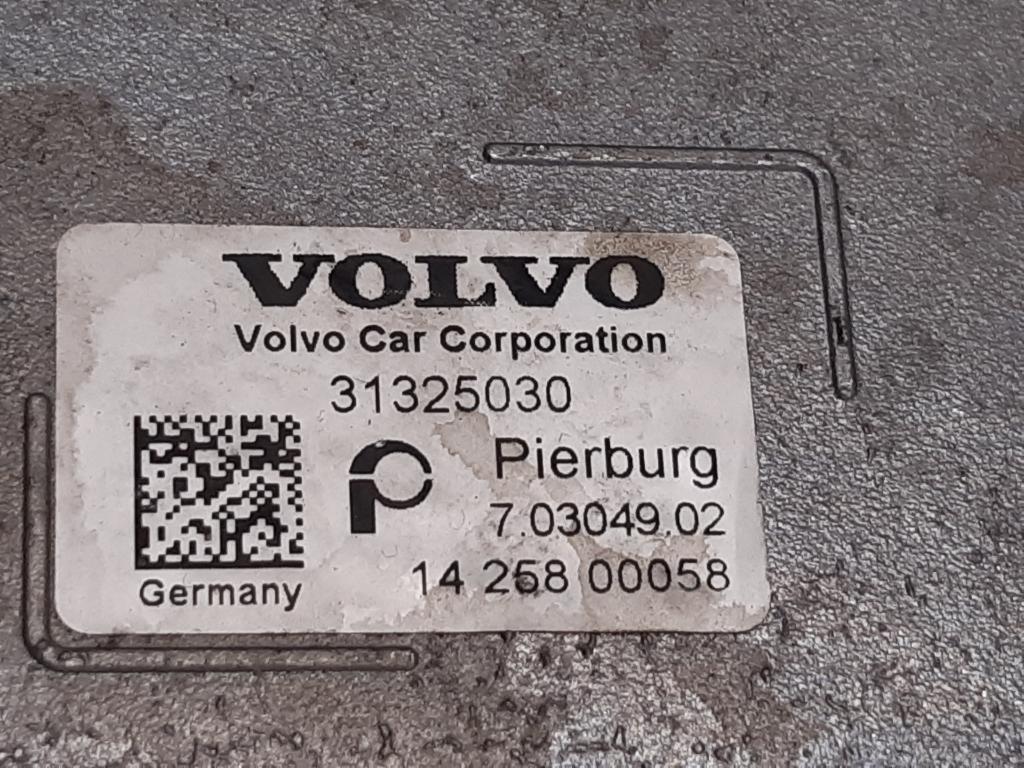 VOLVO
Volvo Car Corporation
31325030
Pierburg
7.03049.02
14 258 00058
Germany